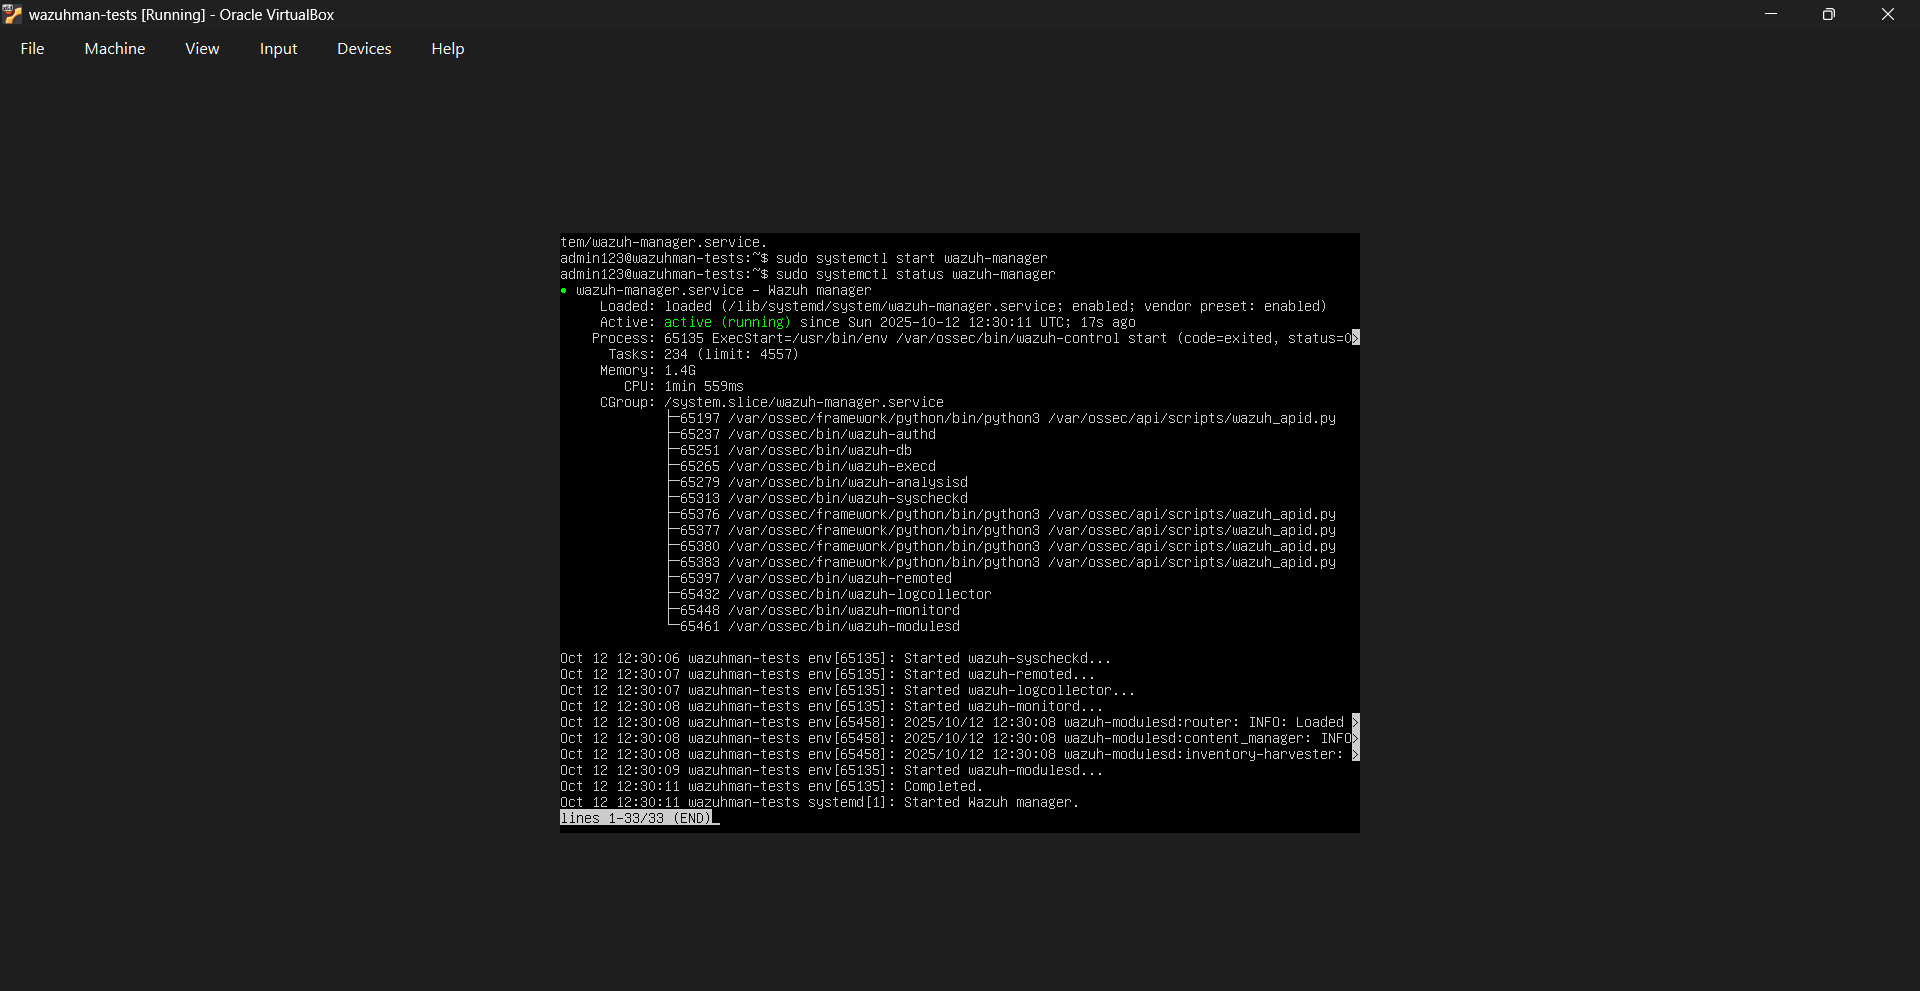 wazuhman-tests [Running] - Oracle VirtualBox
File Machine View Input Devices Help
tem/wazuh-manager.service.
admin123@wazuhman-tests:~$ sudo systemctl start wazuh-manager
admin123@wazuhman-tests:~$ sudo systemctl status wazuh-manager
● wazuh-manager.service - Wazuh manager
Loaded: loaded (/lib/systemd/system/wazuh-manager.service; enabled; vendor preset: enabled)
Active: active (running) since Sun 2025-10-12 12:30:11 UTC; 17s ago
Process: 65135 ExecStart=/usr/bin/env /var/ossec/bin/wazuh-control start (code=exited, status=0>
Tasks: 234 (limit: 4557)
Memory: 1.4G
CPU: 1min 559ms
CGroup: /system.slice/wazuh-manager.service
├─65197 /var/ossec/framework/python/bin/python3 /var/ossec/api/scripts/wazuh_apid.py
├─65237 /var/ossec/bin/wazuh-authd
├─65251 /var/ossec/bin/wazuh-db
├─65265 /var/ossec/bin/wazuh-execd
├─65279 /var/ossec/bin/wazuh-analysisd
├─65313 /var/ossec/bin/wazuh-syscheckd
├─65376 /var/ossec/framework/python/bin/python3 /var/ossec/api/scripts/wazuh_apid.py
├─65377 /var/ossec/framework/python/bin/python3 /var/ossec/api/scripts/wazuh_apid.py
├─65380 /var/ossec/framework/python/bin/python3 /var/ossec/api/scripts/wazuh_apid.py
├─65383 /var/ossec/framework/python/bin/python3 /var/ossec/api/scripts/wazuh_apid.py
├─65397 /var/ossec/bin/wazuh-remoted
├─65432 /var/ossec/bin/wazuh-logcollector
├─65448 /var/ossec/bin/wazuh-monitord
└─65461 /var/ossec/bin/wazuh-modulesd
Oct 12 12:30:06 wazuhman-tests env[65135]: Started wazuh-syscheckd...
Oct 12 12:30:07 wazuhman-tests env[65135]: Started wazuh-remoted...
Oct 12 12:30:07 wazuhman-tests env[65135]: Started wazuh-logcollector...
Oct 12 12:30:08 wazuhman-tests env[65135]: Started wazuh-monitord...
Oct 12 12:30:08 wazuhman-tests env[65458]: 2025/10/12 12:30:08 wazuh-modulesd:router: INFO: Loaded >
Oct 12 12:30:08 wazuhman-tests env[65458]: 2025/10/12 12:30:08 wazuh-modulesd:content_manager: INFO>
Oct 12 12:30:08 wazuhman-tests env[65458]: 2025/10/12 12:30:08 wazuh-modulesd:inventory-harvester: >
Oct 12 12:30:09 wazuhman-tests env[65135]: Started wazuh-modulesd...
Oct 12 12:30:11 wazuhman-tests env[65135]: Completed.
Oct 12 12:30:11 wazuhman-tests systemd[1]: Started Wazuh manager.
lines 1-33/33 (END)